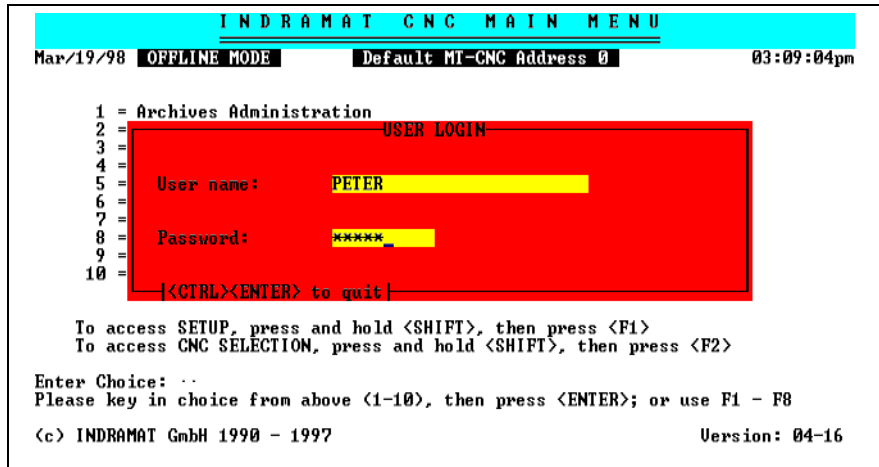 INDRAMAT CNC MAIN MENU
Mar/19/98 OFFLINE MODE Default MT-CNC Address 0 03:09:04pm
1 = Archives Administration
2 = USER LOGIN
3 =
4 =
5 = User name: PETER
6 =
7 =
8 = Password: *****_
9 =
10 =
<CTRL><ENTER> to quit
To access SETUP, press and hold <SHIFT>, then press <F1>
To access CNC SELECTION, press and hold <SHIFT>, then press <F2>
Enter Choice: ··
Please key in choice from above (1-10), then press <ENTER>; or use F1 - F8
(c) INDRAMAT GmbH 1990 - 1997 Version: 04-16